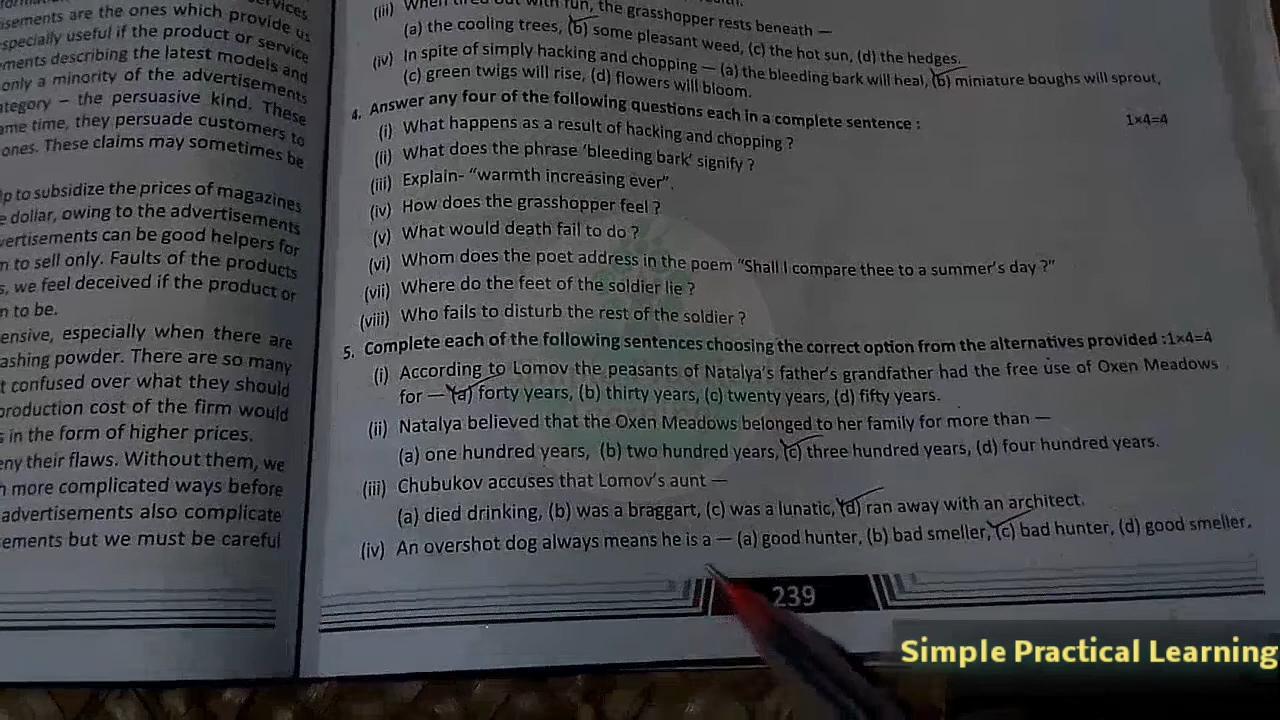 services.
isements are the ones which provide us
specially useful if the product or service
ments describing the latest models and
only a minority of the advertisements
ategory – the persuasive kind. These
ame time, they persuade customers to
ones. These claims may sometimes be
lp to subsidize the prices of magazines
e dollar, owing to the advertisements
vertisements can be good helpers for
m to sell only. Faults of the products
s, we feel deceived if the product or
n to be.
ensive, especially when there are
ashing powder. There are so many
t confused over what they should
production cost of the firm would
s in the form of higher prices.
eny their flaws. Without them, we
n more complicated ways before
advertisements also complicate
sements but we must be careful
(iii) When tired out with fun, the grasshopper rests beneath —
(a) the cooling trees, (b) some pleasant weed, (c) the hot sun, (d) the hedges.
(iv) In spite of simply hacking and chopping — (a) the bleeding bark will heal, (b) miniature boughs will sprout,
(c) green twigs will rise, (d) flowers will bloom.
4. Answer any four of the following questions each in a complete sentence : 1×4=4
(i) What happens as a result of hacking and chopping ?
(ii) What does the phrase 'bleeding bark' signify ?
(iii) Explain- "warmth increasing ever".
(iv) How does the grasshopper feel ?
(v) What would death fail to do ?
(vi) Whom does the poet address in the poem "Shall I compare thee to a summer's day ?"
(vii) Where do the feet of the soldier lie ?
(viii) Who fails to disturb the rest of the soldier ?
5. Complete each of the following sentences choosing the correct option from the alternatives provided :1×4=4
(i) According to Lomov the peasants of Natalya's father's grandfather had the free use of Oxen Meadows
for — (a) forty years, (b) thirty years, (c) twenty years, (d) fifty years.
(ii) Natalya believed that the Oxen Meadows belonged to her family for more than —
(a) one hundred years, (b) two hundred years, (c) three hundred years, (d) four hundred years.
(iii) Chubukov accuses that Lomov's aunt —
(a) died drinking, (b) was a braggart, (c) was a lunatic, (d) ran away with an architect.
(iv) An overshot dog always means he is a — (a) good hunter, (b) bad smeller, (c) bad hunter, (d) good smeller.
239
Simple Practical Learning